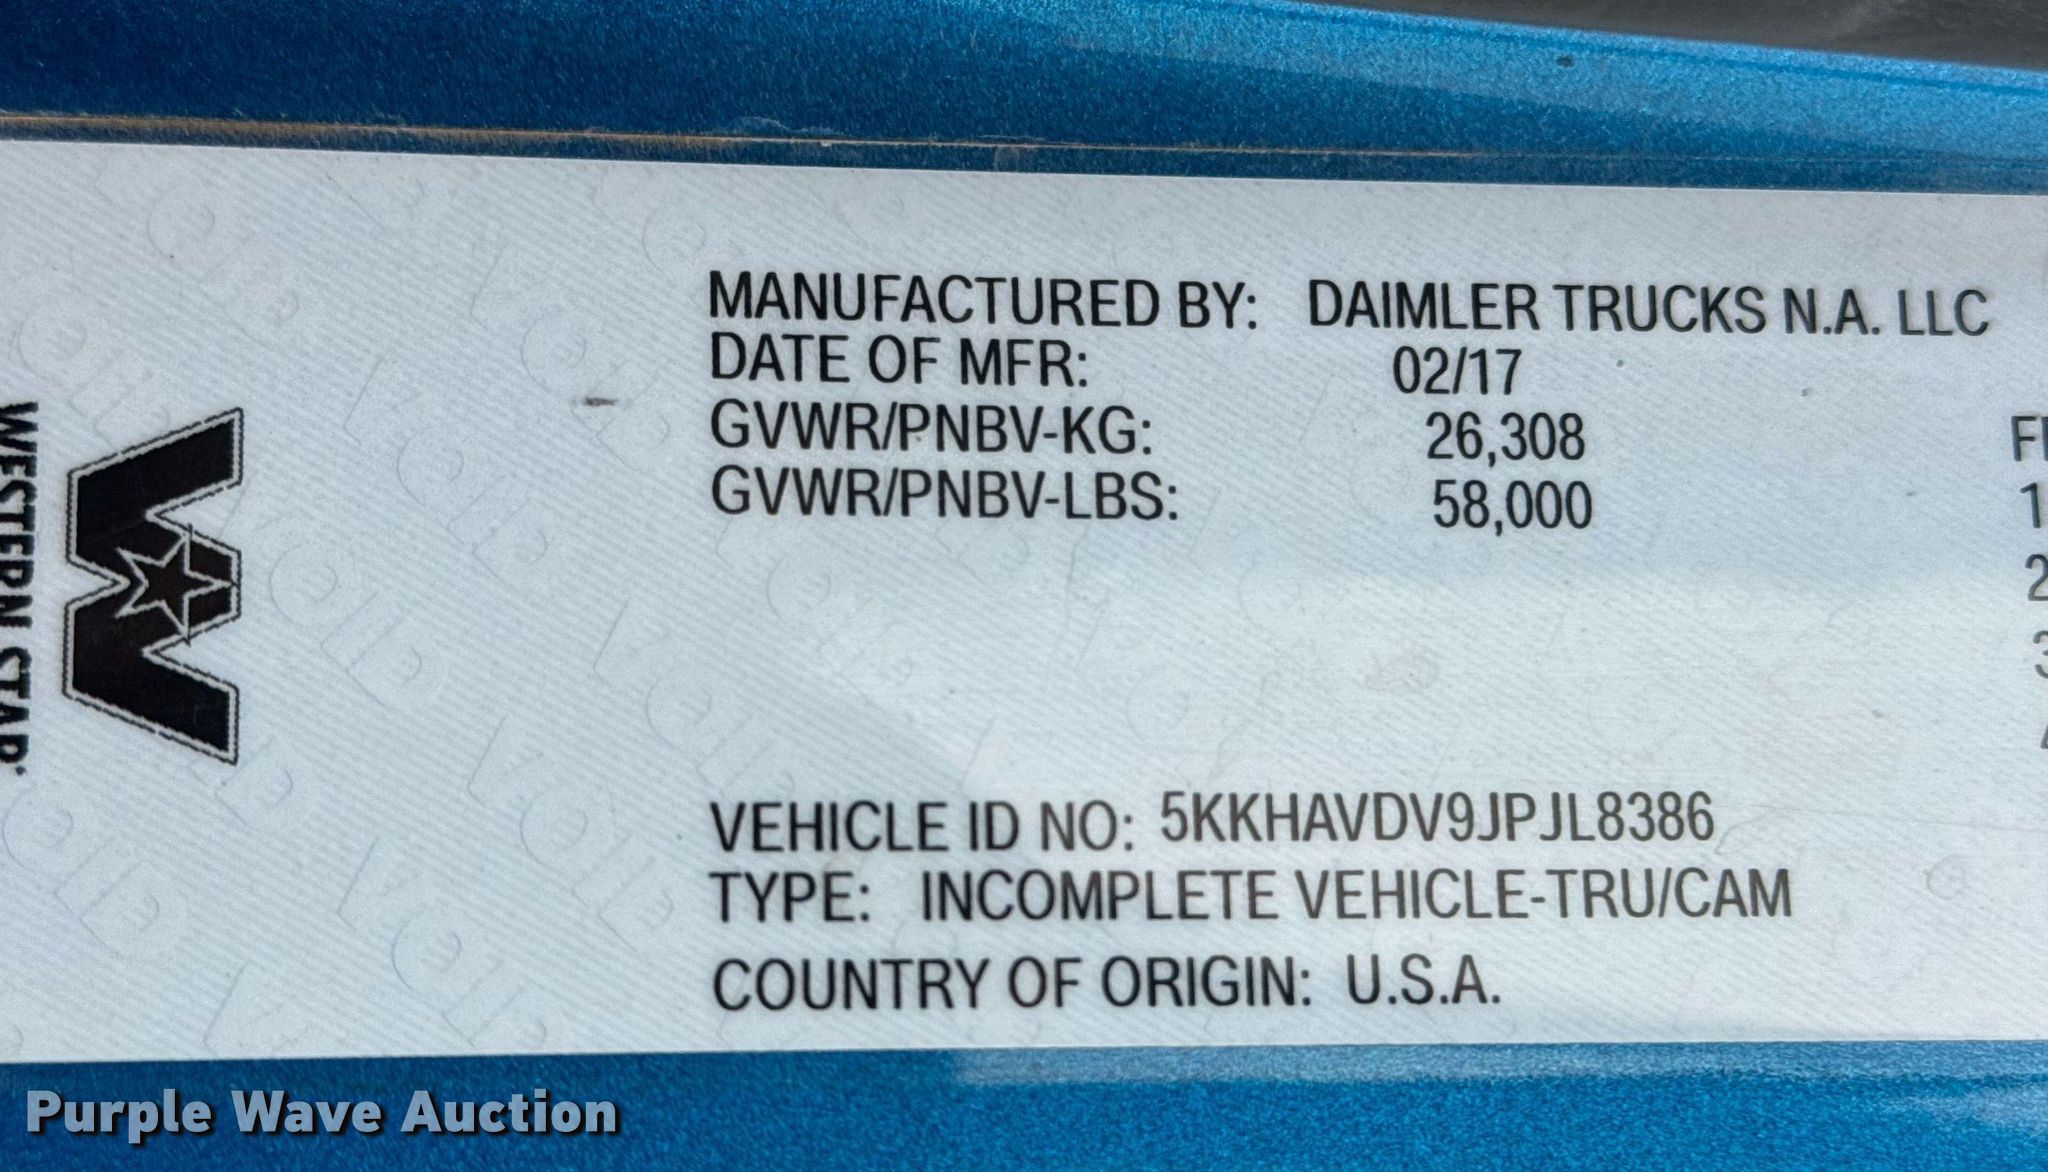 WESTERN STAR
MANUFACTURED BY: DAIMLER TRUCKS N.A. LLC
DATE OF MFR: 02/17
GVWR/PNBV-KG: 26,308
GVWR/PNBV-LBS: 58,000
VEHICLE ID NO: 5KKHAVDV9JPJL8386
TYPE: INCOMPLETE VEHICLE-TRU/CAM
COUNTRY OF ORIGIN: U.S.A.
Purple Wave Auction